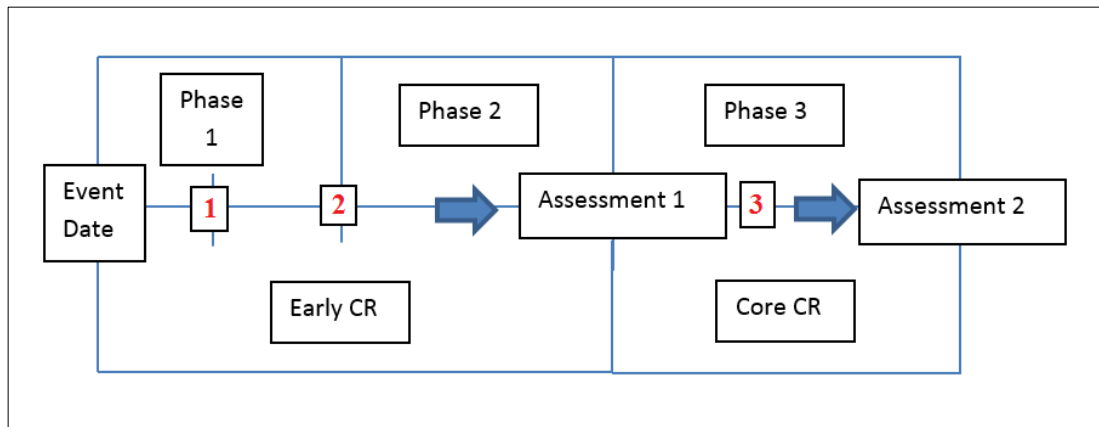 Phase
1
Phase 2
Phase 3
Event
Date
1
2
Assessment 1
3
Assessment 2
Early CR
Core CR